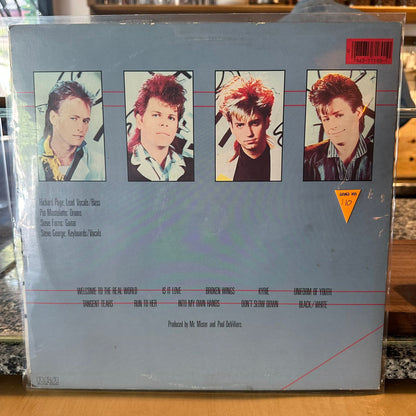 Richard Page: Lead Vocals/Bass
Pat Mastelotto: Drums
Steve Farris: Guitar
Steve George: Keyboards/Vocals
WELCOME TO THE REAL WORLD IS IT LOVE BROKEN WINGS KYRIE UNIFORM OF YOUTH
TANGENT TEARS RUN TO HER INTO MY OWN HANDS DON'T SLOW DOWN BLACK/WHITE
Produced by Mr. Mister and Paul DeVilliers